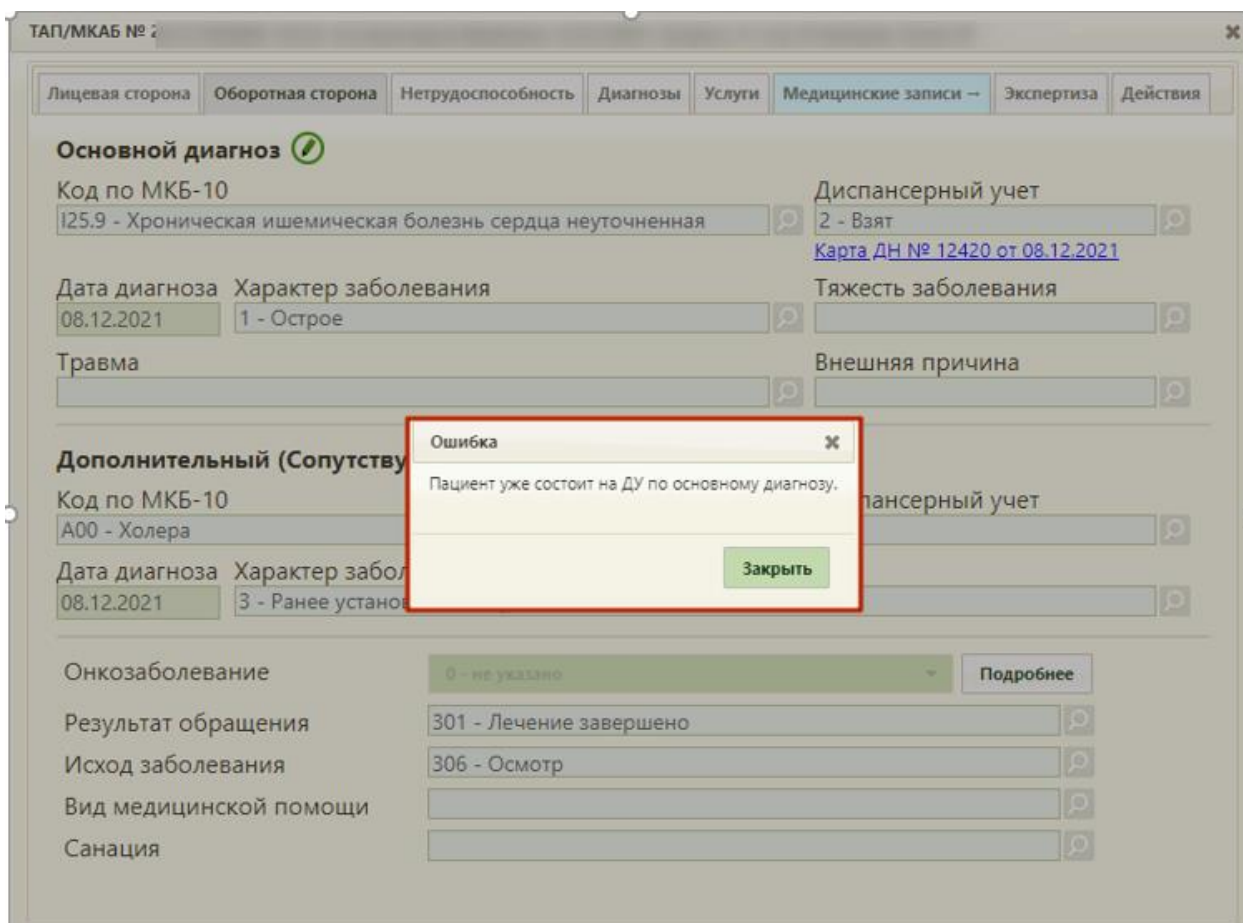 ТАП/МКАБ №
Лицевая сторона Оборотная сторона Нетрудоспособность Диагнозы Услуги Медицинские записи → Экспертиза Действия
Основной диагноз
Код по МКБ-10 Диспансерный учет
I25.9 - Хроническая ишемическая болезнь сердца неуточненная 2 - Взят
Карта ДН № 12420 от 08.12.2021
Дата диагноза Характер заболевания Тяжесть заболевания
08.12.2021 1 - Острое
Травма Внешняя причина
Ошибка
Пациент уже состоит на ДУ по основному диагнозу.
Закрыть
Дополнительный (Сопутству
Код по МКБ-10 пансерный учет
A00 - Холера
Дата диагноза Характер забол
08.12.2021 3 - Ранее устано
Онкозаболевание 0 - не указано Подробнее
Результат обращения 301 - Лечение завершено
Исход заболевания 306 - Осмотр
Вид медицинской помощи
Санация